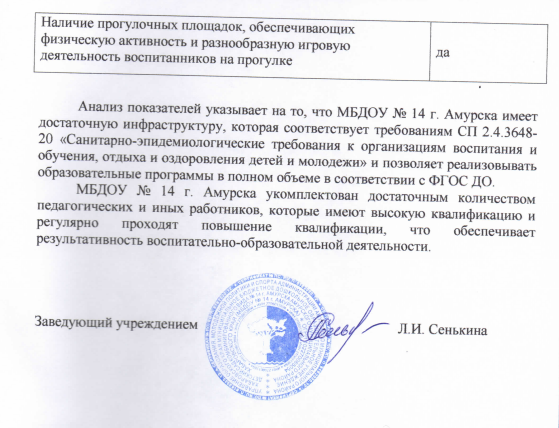 Наличие прогулочных площадок, обеспечивающих
физическую активность и разнообразную игровую
деятельность воспитанников на прогулке
да
Анализ показателей указывает на то, что МБДОУ № 14 г. Амурска имеет
достаточную инфраструктуру, которая соответствует требованиям СП 2.4.3648-
20 «Санитарно-эпидемиологические требования к организациям воспитания и
обучения, отдыха и оздоровления детей и молодежи» и позволяет реализовывать
образовательные программы в полном объеме в соответствии с ФГОС ДО.
МБДОУ № 14 г. Амурска укомплектован достаточным количеством
педагогических и иных работников, которые имеют высокую квалификацию и
регулярно проходят повышение квалификации, что обеспечивает
результативность воспитательно-образовательной деятельности.
Заведующий учреждением Л.И. Сенькина